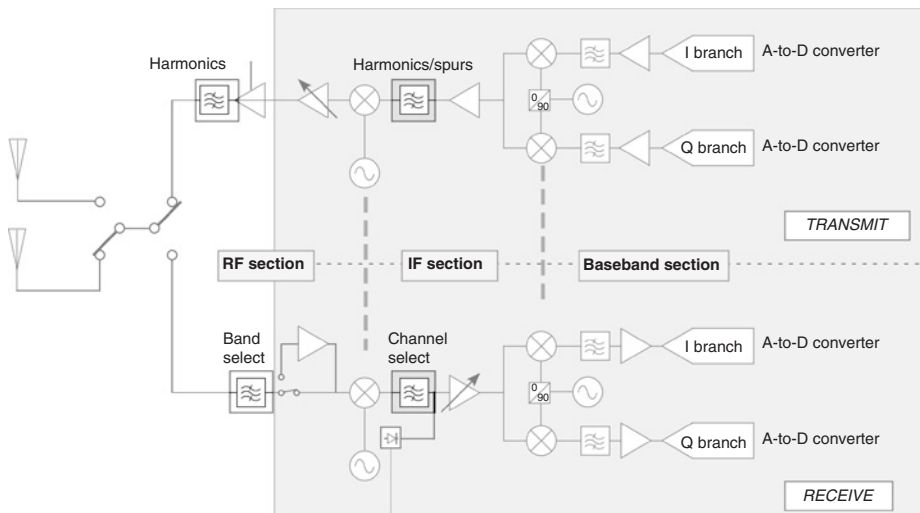 Harmonics
Harmonics/spurs
I branch
A-to-D converter
0
90
Q branch
A-to-D converter
TRANSMIT
RF section
IF section
Baseband section
Band
select
Channel
select
I branch
A-to-D converter
0
90
Q branch
A-to-D converter
RECEIVE